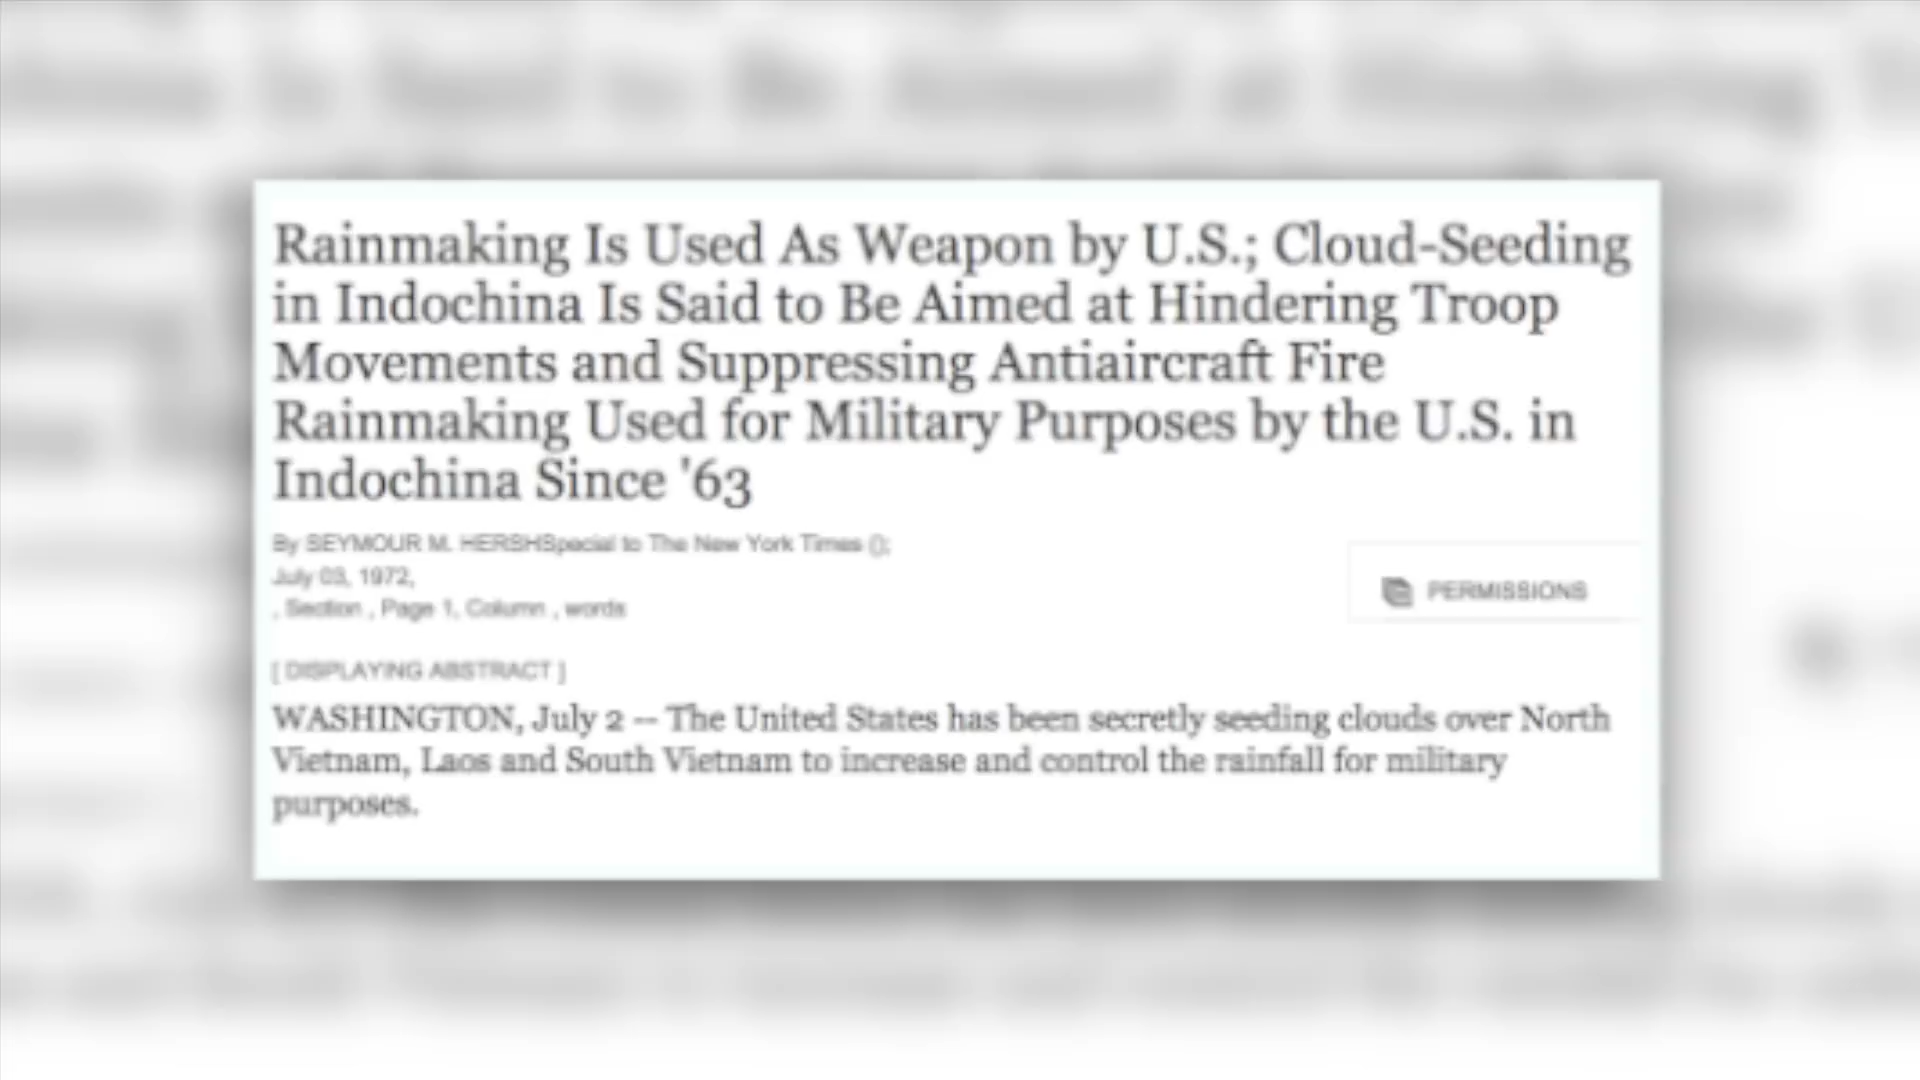 Rainmaking Is Used As Weapon by U.S.; Cloud-Seeding
in Indochina Is Said to Be Aimed at Hindering Troop
Movements and Suppressing Antiaircraft Fire
Rainmaking Used for Military Purposes by the U.S. in
Indochina Since '63
By SEYMOUR M. HERSHSpecial to The New York Times ();
July 03, 1972,
, Section , Page 1, Column , words
PERMISSIONS
[ DISPLAYING ABSTRACT ]
WASHINGTON, July 2 -- The United States has been secretly seeding clouds over North
Vietnam, Laos and South Vietnam to increase and control the rainfall for military
purposes.